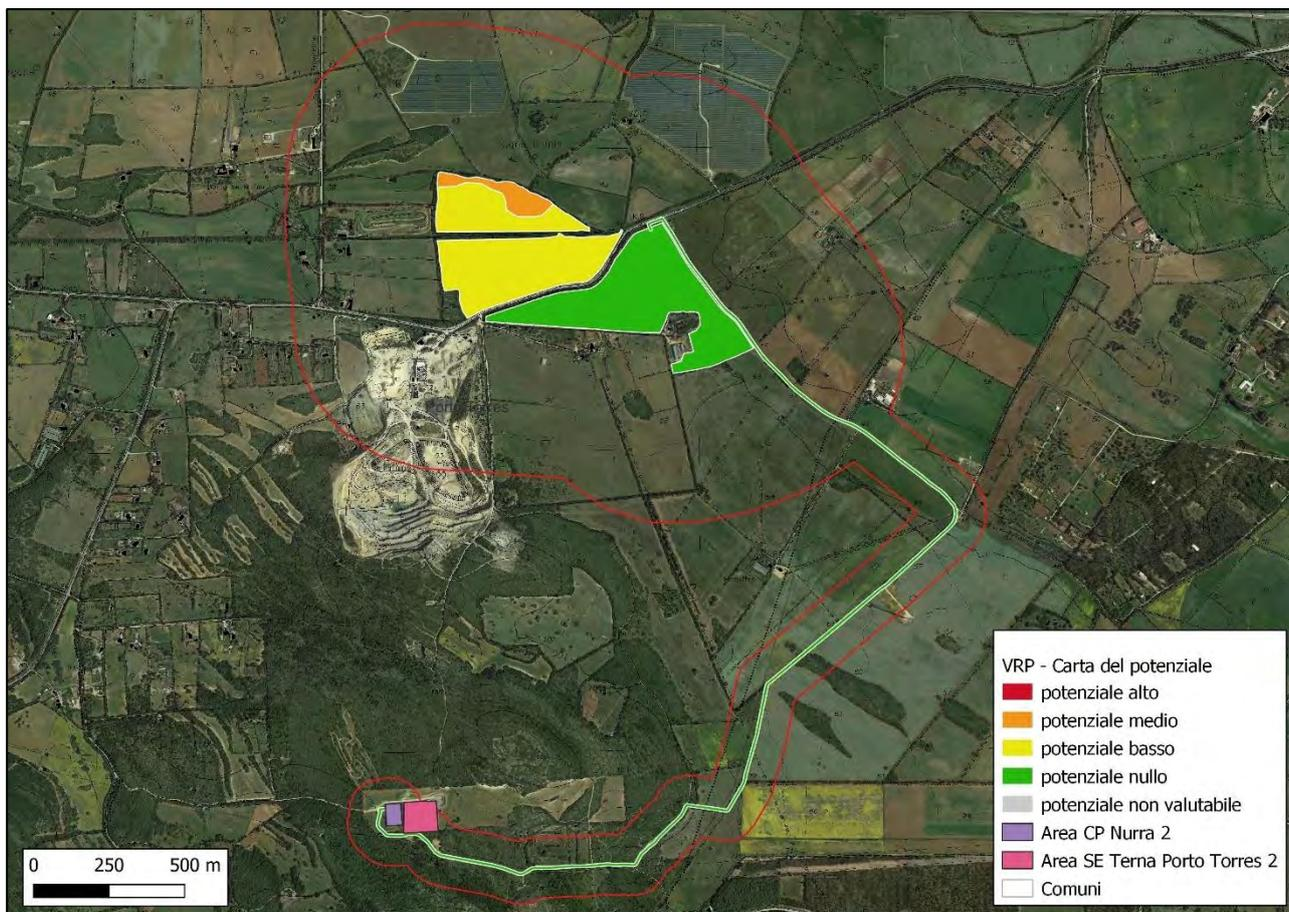 VRP - Carta del potenziale
potenziale alto
potenziale medio
potenziale basso
potenziale nullo
potenziale non valutabile
Area CP Nurra 2
Area SE Terna Porto Torres 2
Comuni
0 250 500 m